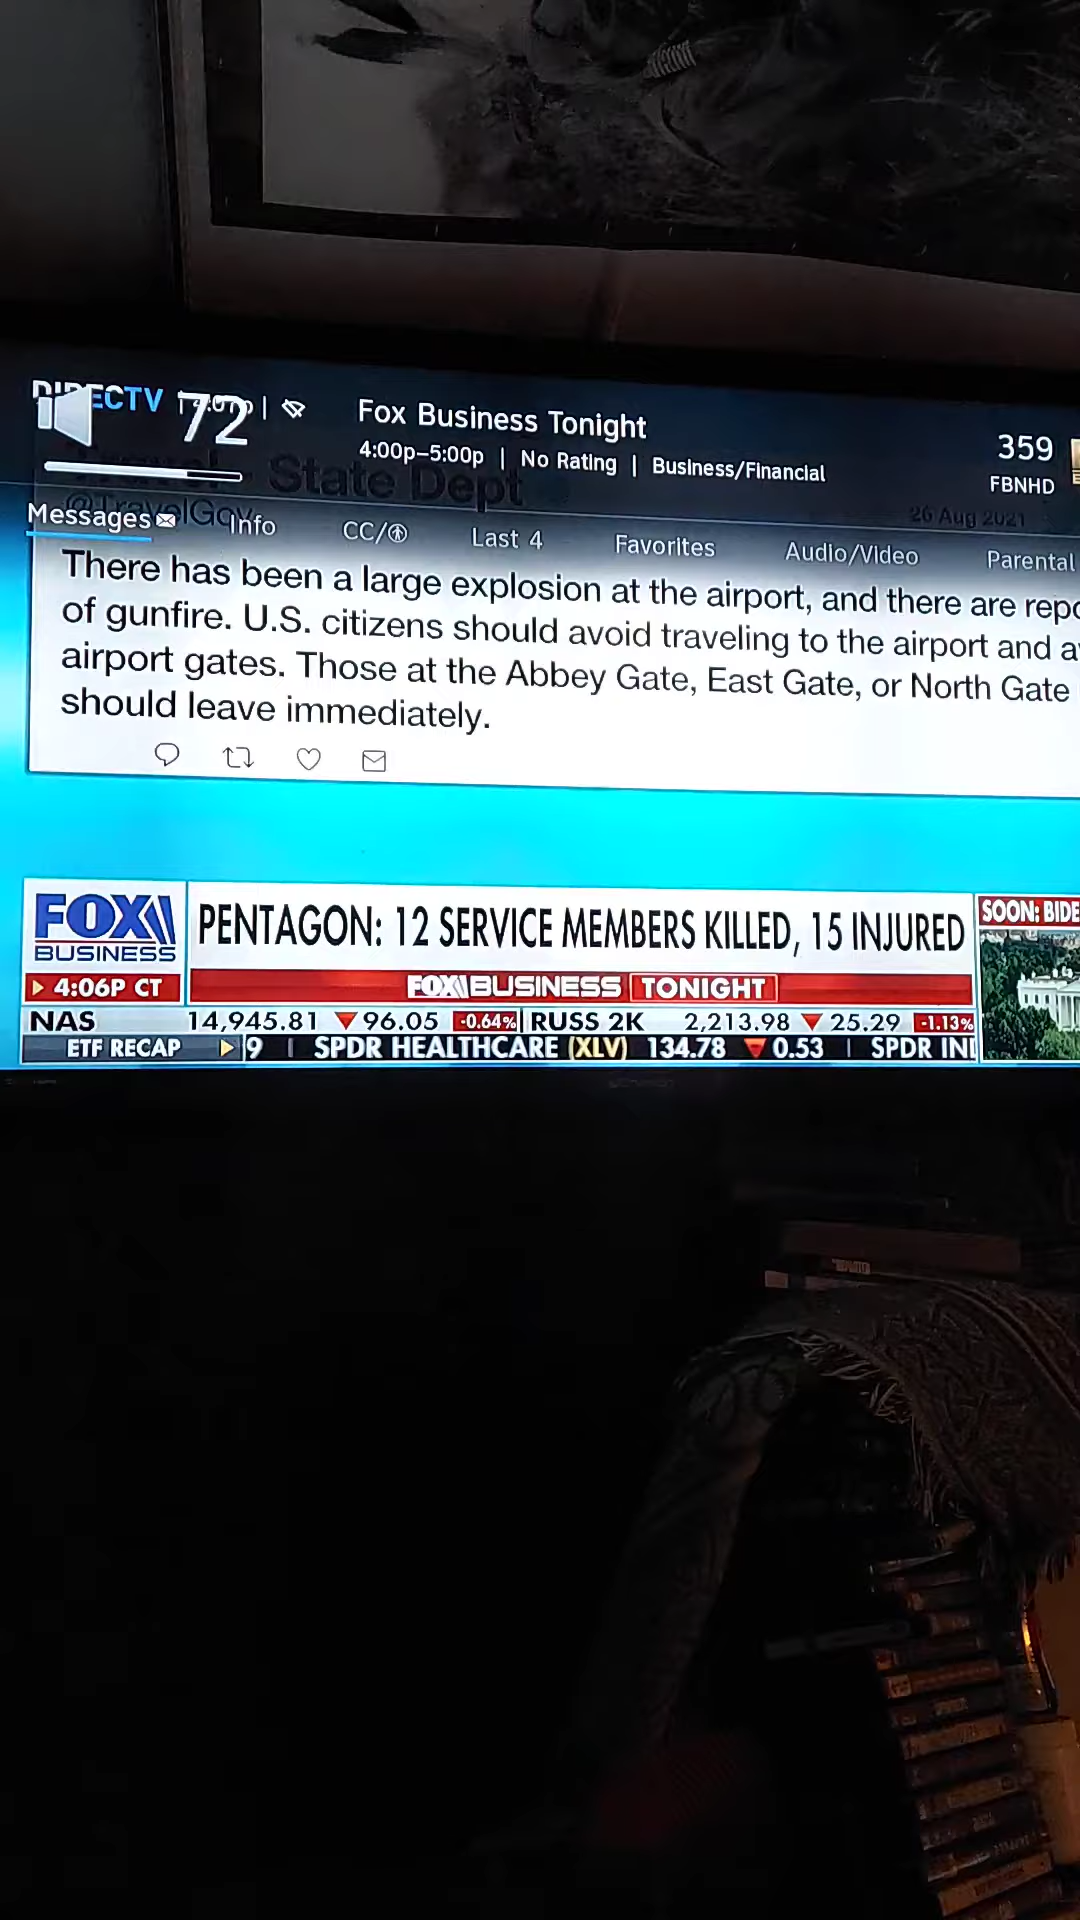 DIRECTV
72
Fox Business Tonight
4:00p–5:00p | No Rating | Business/Financial
359
FBNHD
State Dept
@TravelGov
26 Aug 2021
Messages Info CC/ Last 4 Favorites Audio/Video Parental
There has been a large explosion at the airport, and there are repo
of gunfire. U.S. citizens should avoid traveling to the airport and a
airport gates. Those at the Abbey Gate, East Gate, or North Gate
should leave immediately.
FOX
BUSINESS
PENTAGON: 12 SERVICE MEMBERS KILLED, 15 INJURED
SOON: BIDE
4:06P CT
FOX BUSINESS TONIGHT
NAS 14,945.81 ▼ 96.05 -0.64% RUSS 2K 2,213.98 ▼ 25.29 -1.13%
ETF RECAP 9 | SPDR HEALTHCARE (XLV) 134.78 ▼ 0.53 | SPDR IND